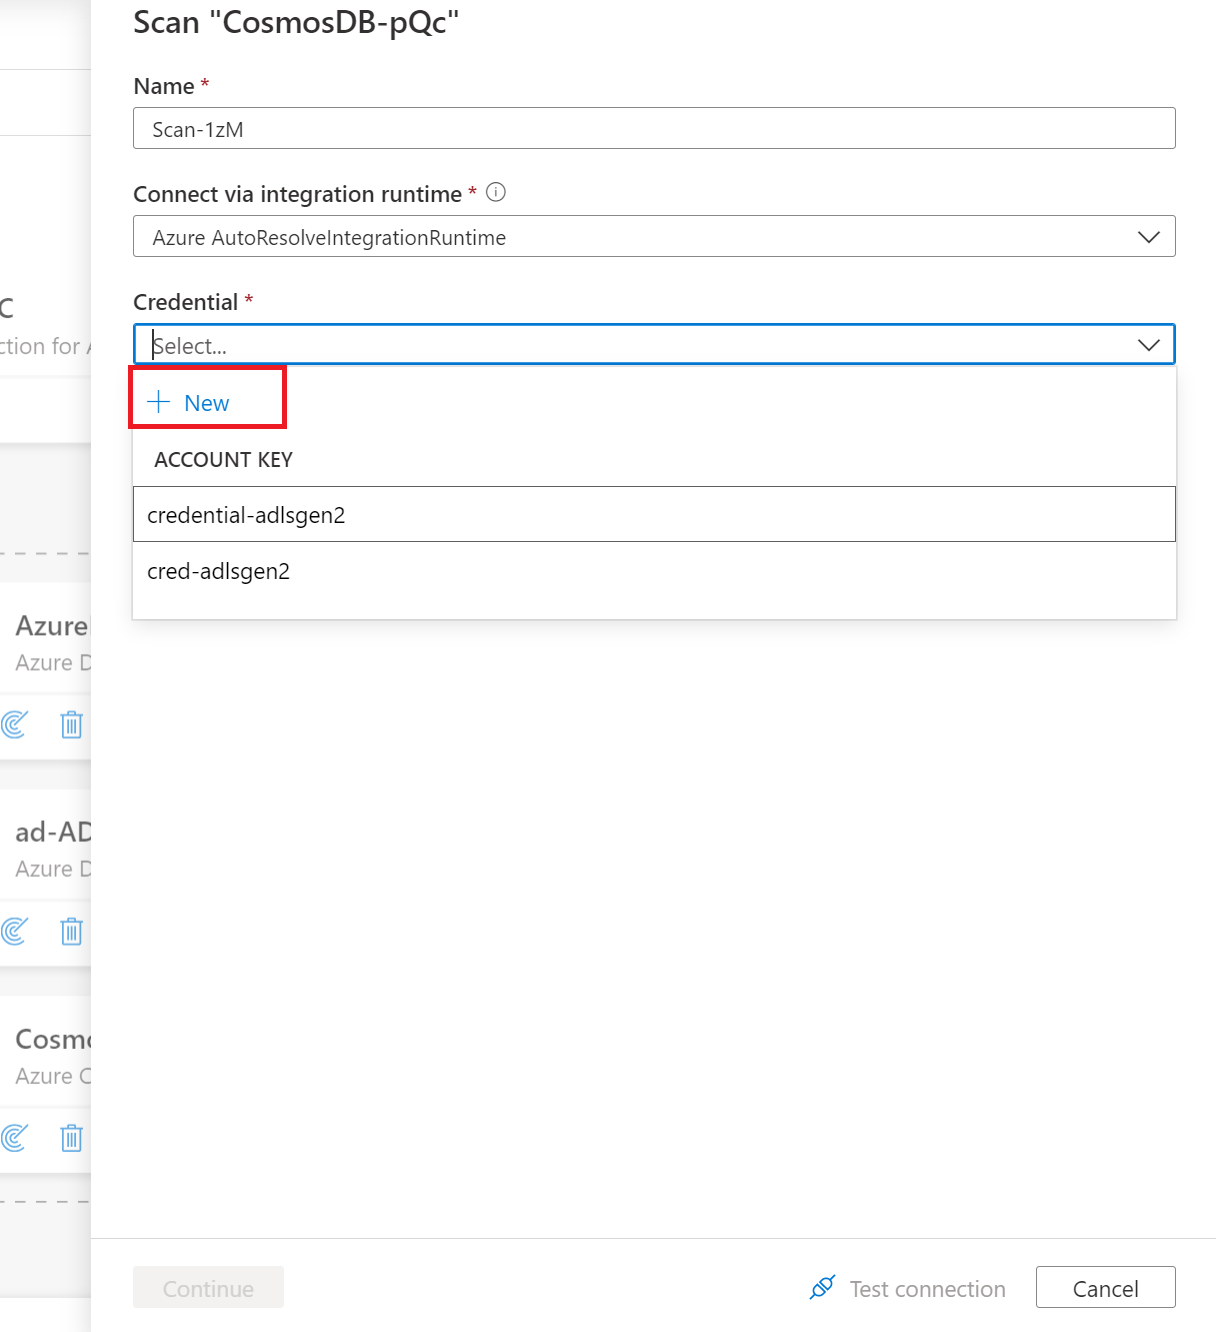 Scan "CosmosDB-pQc"
Name *
Scan-1zM
Connect via integration runtime *
Azure AutoResolveIntegrationRuntime
C
ction for A
Credential *
Select...
New
ACCOUNT KEY
credential-adlsgen2
cred-adlsgen2
Azure
Azure D
ad-AD
Azure D
Cosmo
Azure C
Continue
Test connection
Cancel